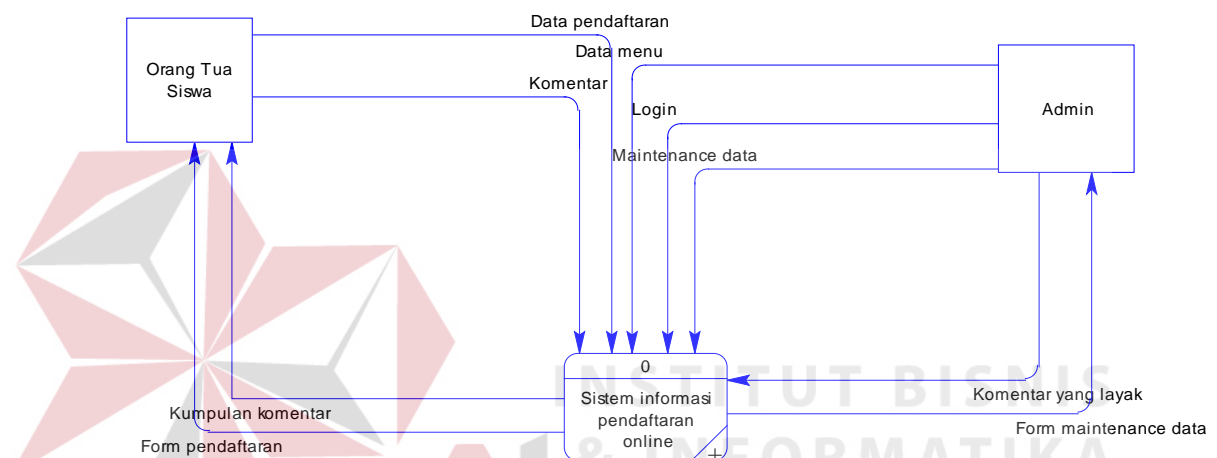 Data pendaftaran
Orang Tua
Siswa
Data menu
Komentar
Login
Admin
Maintenance data
0
Sistem informasi
pendaftaran
online
+
Kumpulan komentar
Form pendaftaran
Komentar yang layak
Form maintenance data
INSTITUT BISNIS
& INFORMATIKA